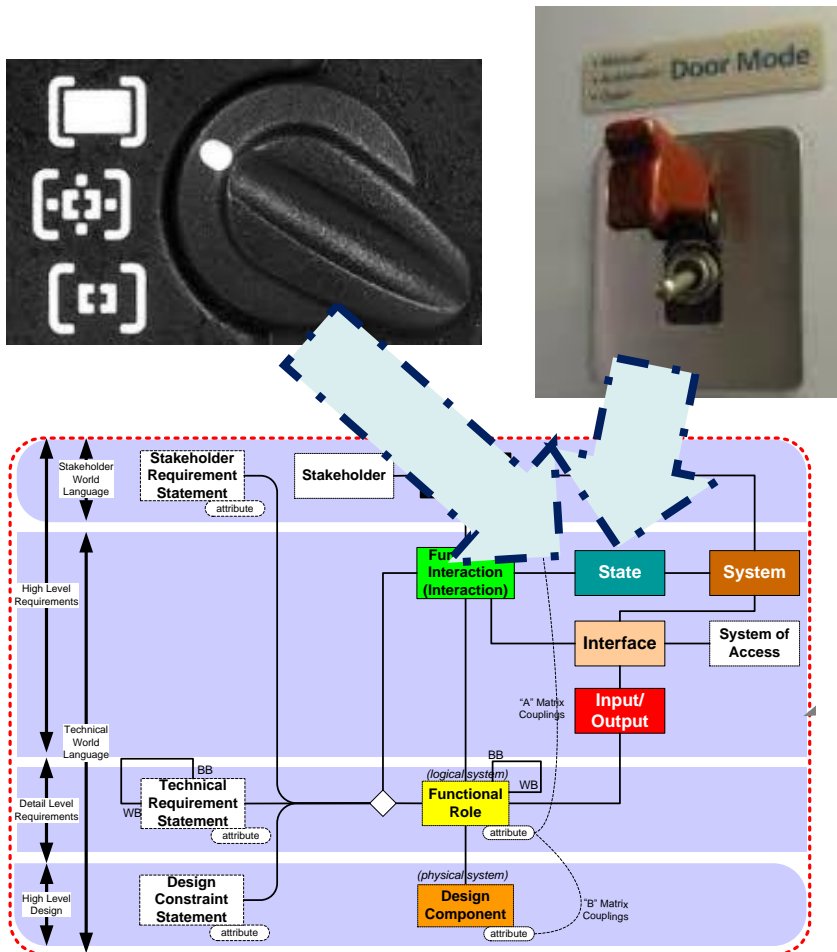 Door Mode
Stakeholder
World
Language
Stakeholder
Requirement
Statement
attribute
Stakeholder
High Level
Requirements
Interaction
(Interaction)
State
System
Interface
System of
Access
"A" Matrix
Couplings
Input/
Output
Technical
World
Language
BB
WB
Technical
Requirement
Statement
attribute
(logical system)
BB
WB
Functional
Role
attribute
Detail Level
Requirements
High Level
Design
Design
Constraint
Statement
attribute
(physical system)
Design
Component
attribute
"B" Matrix
Couplings